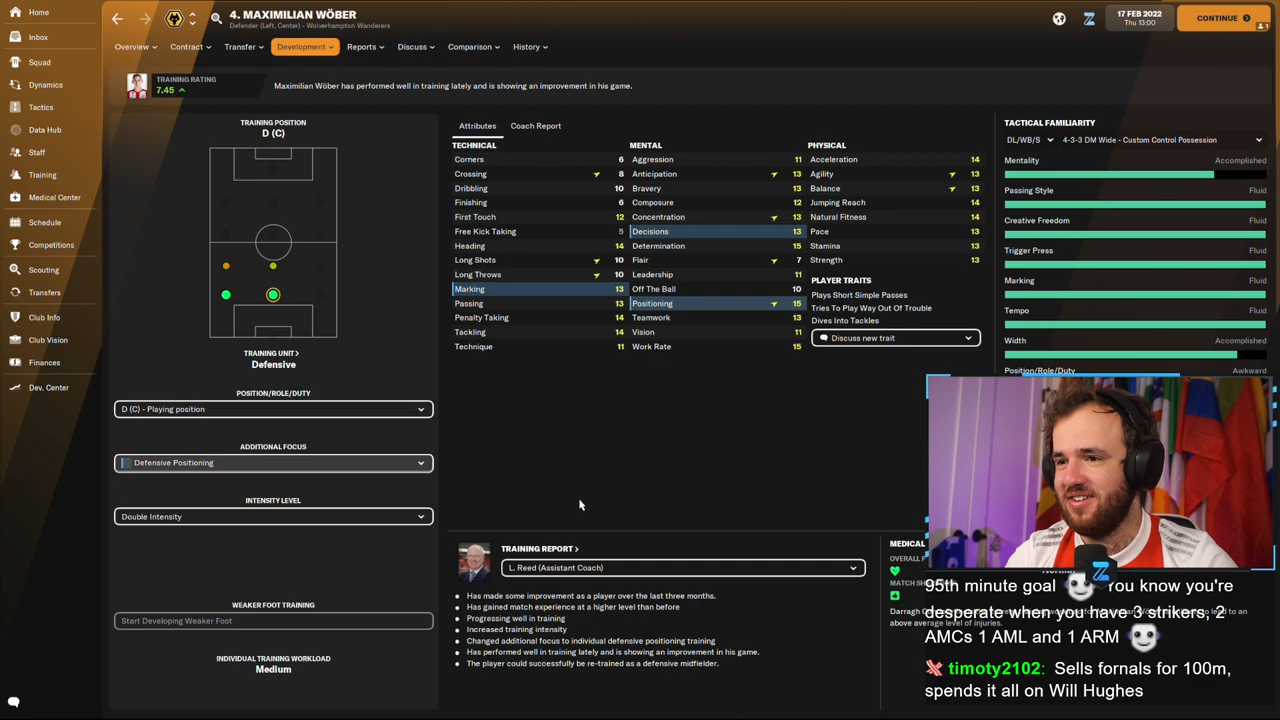 Home
Inbox
Squad
Dynamics
Tactics
Data Hub
Staff
Training
Medical Center
Schedule
Competitions
Scouting
Transfers
Club Info
Club Vision
Finances
Dev. Center
4. MAXIMILIAN WÖBER
Defender (Left, Center) - Wolverhampton Wanderers
17 FEB 2022
Thu 13:00
CONTINUE
1
Overview
Contract
Transfer
Development
Reports
Discuss
Comparison
History
TRAINING RATING
7.45
Maximilian Wöber has performed well in training lately and is showing an improvement in his game.
TRAINING POSITION
D (C)
TRAINING UNIT
Defensive
POSITION/ROLE/DUTY
D (C) - Playing position
ADDITIONAL FOCUS
Defensive Positioning
INTENSITY LEVEL
Double Intensity
WEAKER FOOT TRAINING
Start Developing Weaker Foot
INDIVIDUAL TRAINING WORKLOAD
Medium
Attributes
Coach Report
TECHNICAL
Corners 6
Crossing 8
Dribbling 10
Finishing 6
First Touch 12
Free Kick Taking 5
Heading 14
Long Shots 10
Long Throws 10
Marking 13
Passing 13
Penalty Taking 14
Tackling 14
Technique 11
MENTAL
Aggression 11
Anticipation 13
Bravery 13
Composure 12
Concentration 13
Decisions 13
Determination 15
Flair 7
Leadership 11
Off The Ball 10
Positioning 15
Teamwork 13
Vision 11
Work Rate 15
PHYSICAL
Acceleration 14
Agility 13
Balance 13
Jumping Reach 14
Natural Fitness 14
Pace 13
Stamina 13
Strength 13
PLAYER TRAITS
Plays Short Simple Passes
Tries To Play Way Out Of Trouble
Dives Into Tackles
Discuss new trait
TRAINING REPORT
L. Reed (Assistant Coach)
Has made some improvement as a player over the last three months.
Has gained match experience at a higher level than before
Progressing well in training
Increased training intensity
Changed additional focus to individual defensive positioning training
Has performed well in training lately and is showing an improvement in his game.
The player could successfully be re-trained as a defensive midfielder.
TACTICAL FAMILIARITY
DL/WB/S
4-3-3 DM Wide - Custom Control Possession
Mentality Accomplished
Passing Style Fluid
Creative Freedom Fluid
Trigger Press Fluid
Marking Fluid
Tempo Fluid
Width Accomplished
Position/Role/Duty Awkward
MEDICAL
OVERALL
MATCH
Darragh
above average level of injuries.
95th minute goal You know you're
desperate when you have 3 strikers, 2
AMCs 1 AML and 1 ARM
timoty2102: Sells fornals for 100m,
spends it all on Will Hughes